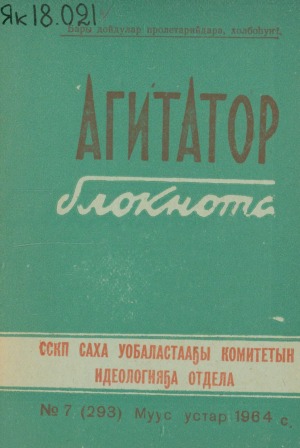 Як18.021
Бары дойдулар пролетарийдара, холбоһуҥ!
АГИТАТОР
блокнота
ССКП САХА УОБАЛАСТААҔЫ КОМИТЕТЫН
ИДЕОЛОГИЯҔА ОТДЕЛА
№ 7 (293) Муус устар 1964 с.